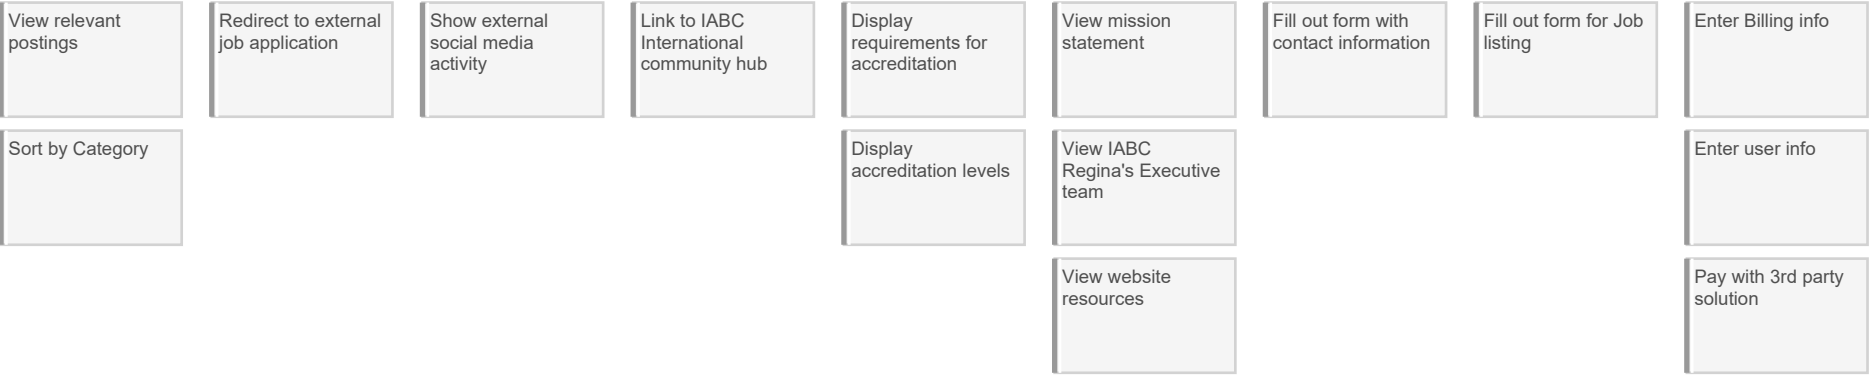 View relevant
postings
Redirect to external
job application
Show external
social media
activity
Link to IABC
International
community hub
Display
requirements for
accreditation
View mission
statement
Fill out form with
contact information
Fill out form for Job
listing
Enter Billing info
Sort by Category
Display
accreditation levels
View IABC
Regina's Executive
team
Enter user info
View website
resources
Pay with 3rd party
solution